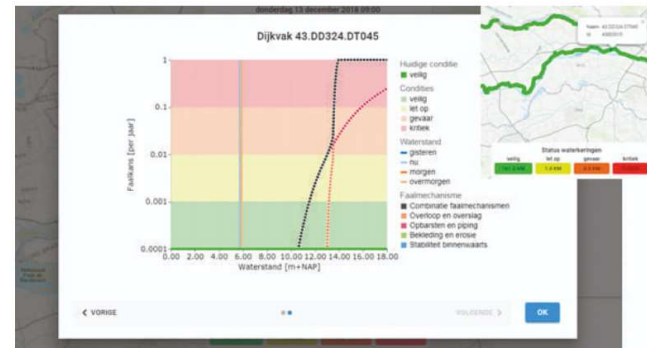 donderdag 13 december 2018 09:00
Dijkvak 43.DD324.DT045
Faalkans [per jaar]
1
0.1
0.01
0.001
0.0001
0.00 2.00 4.00 6.00 8.00 10.00 12.00 14.00 16.00 18.00
Waterstand [m+NAP]
Huidige conditie
veilig
Condities
veilig
let op
gevaar
kritiek
Waterstand
gisteren
nu
morgen
overmorgen
Faalmechanisme
Combinatie faalmechanismen
Overloop en overslag
Opbarsten en piping
Bekleding en erosie
Stabiliteit binnenwaarts
Status waterkeringen
veilig let op gevaar kritiek
VORIGE
VOLGENDE
OK